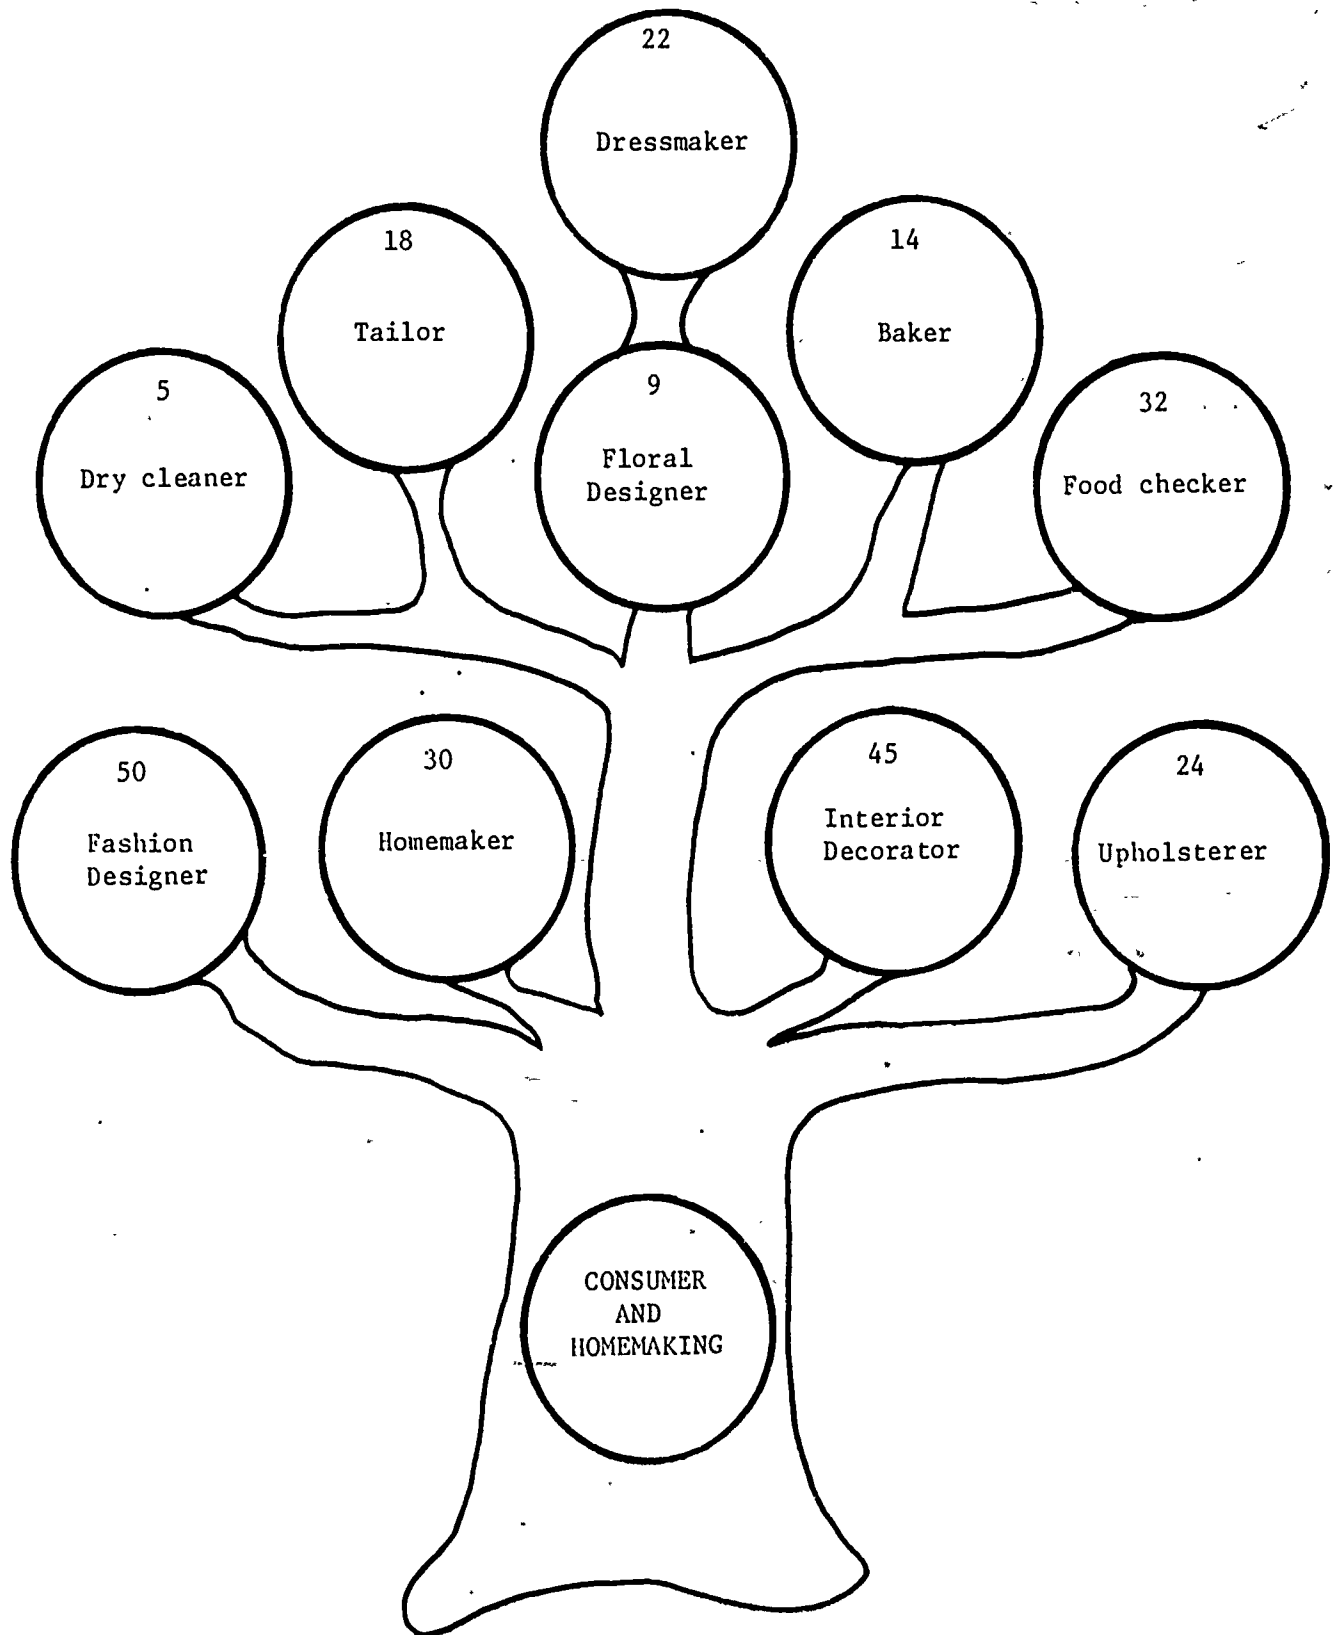 22
Dressmaker
18
Tailor
14
Baker
5
Dry cleaner
9
Floral
Designer
32
Food checker
50
Fashion
Designer
30
Homemaker
45
Interior
Decorator
24
Upholsterer
CONSUMER
AND
HOMEMAKING